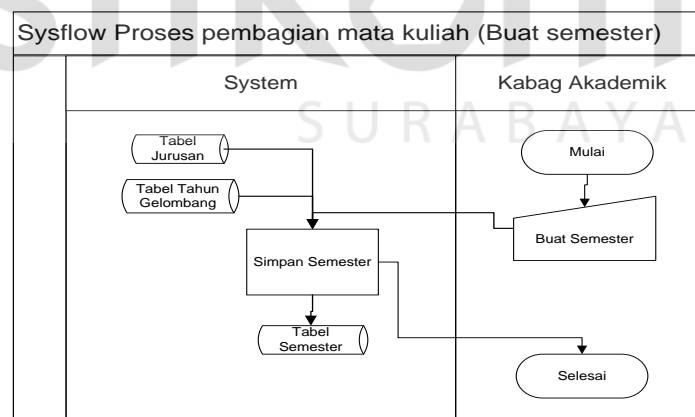 Sysflow Proses pembagian mata kuliah (Buat semester)
System
Kabag Akademik
SURABAYA
Tabel
Jurusan
Mulai
Tabel Tahun
Gelombang
Buat Semester
Simpan Semester
Tabel
Semester
Selesai